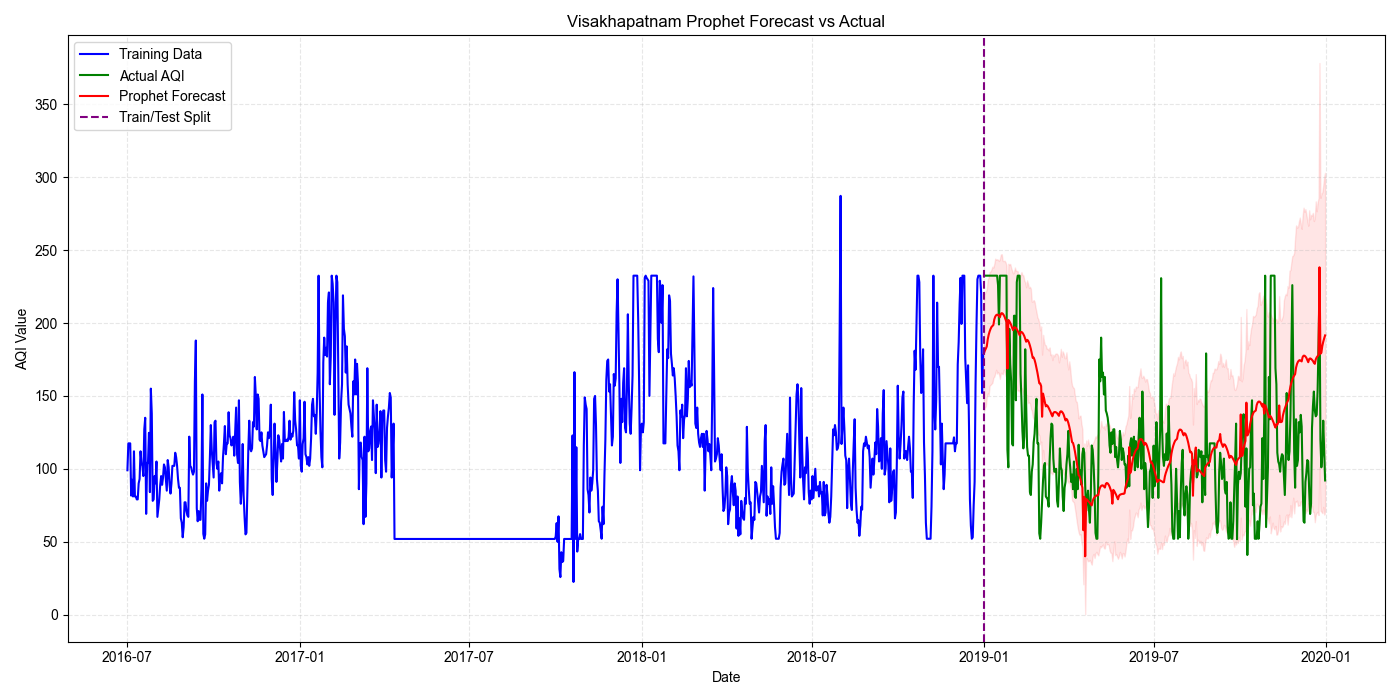 Visakhapatnam Prophet Forecast vs Actual
Training Data
Actual AQI
Prophet Forecast
Train/Test Split
AQI Value
350
300
250
200
150
100
50
0
2016-07 2017-01 2017-07 2018-01 2018-07 2019-01 2019-07 2020-01
Date